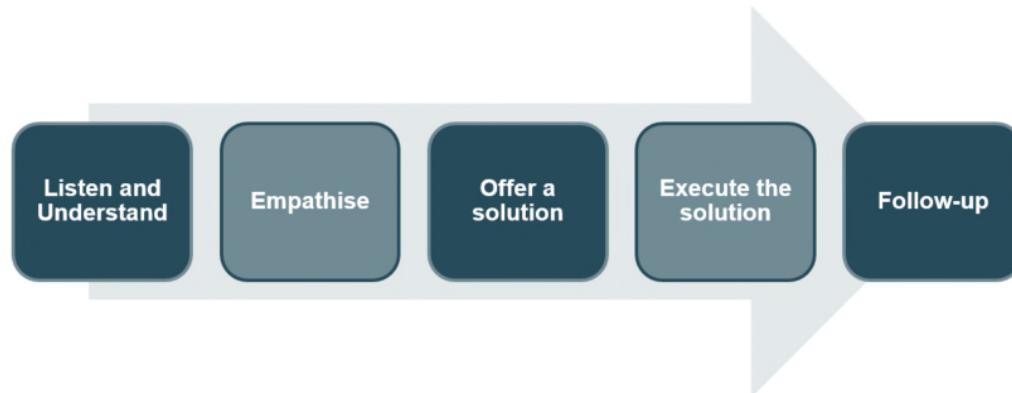 Listen and
Understand
Empathise
Offer a
solution
Execute the
solution
Follow-up